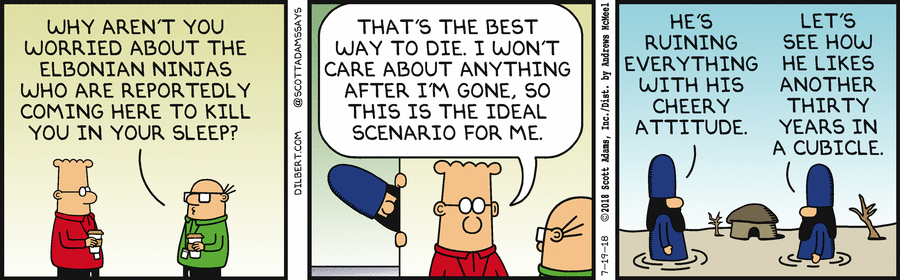 WHY AREN'T YOU
WORRIED ABOUT THE
ELBONIAN NINJAS
WHO ARE REPORTEDLY
COMING HERE TO KILL
YOU IN YOUR SLEEP?
DILBERT.COM @SCOTTADAMSSAYS
THAT'S THE BEST
WAY TO DIE. I WON'T
CARE ABOUT ANYTHING
AFTER I'M GONE, SO
THIS IS THE IDEAL
SCENARIO FOR ME.
7-19-18 ©2018 Scott Adams, Inc./Dist. by Andrews McMeel
HE'S
RUINING
EVERYTHING
WITH HIS
CHEERY
ATTITUDE.
LET'S
SEE HOW
HE LIKES
ANOTHER
THIRTY
YEARS IN
A CUBICLE.